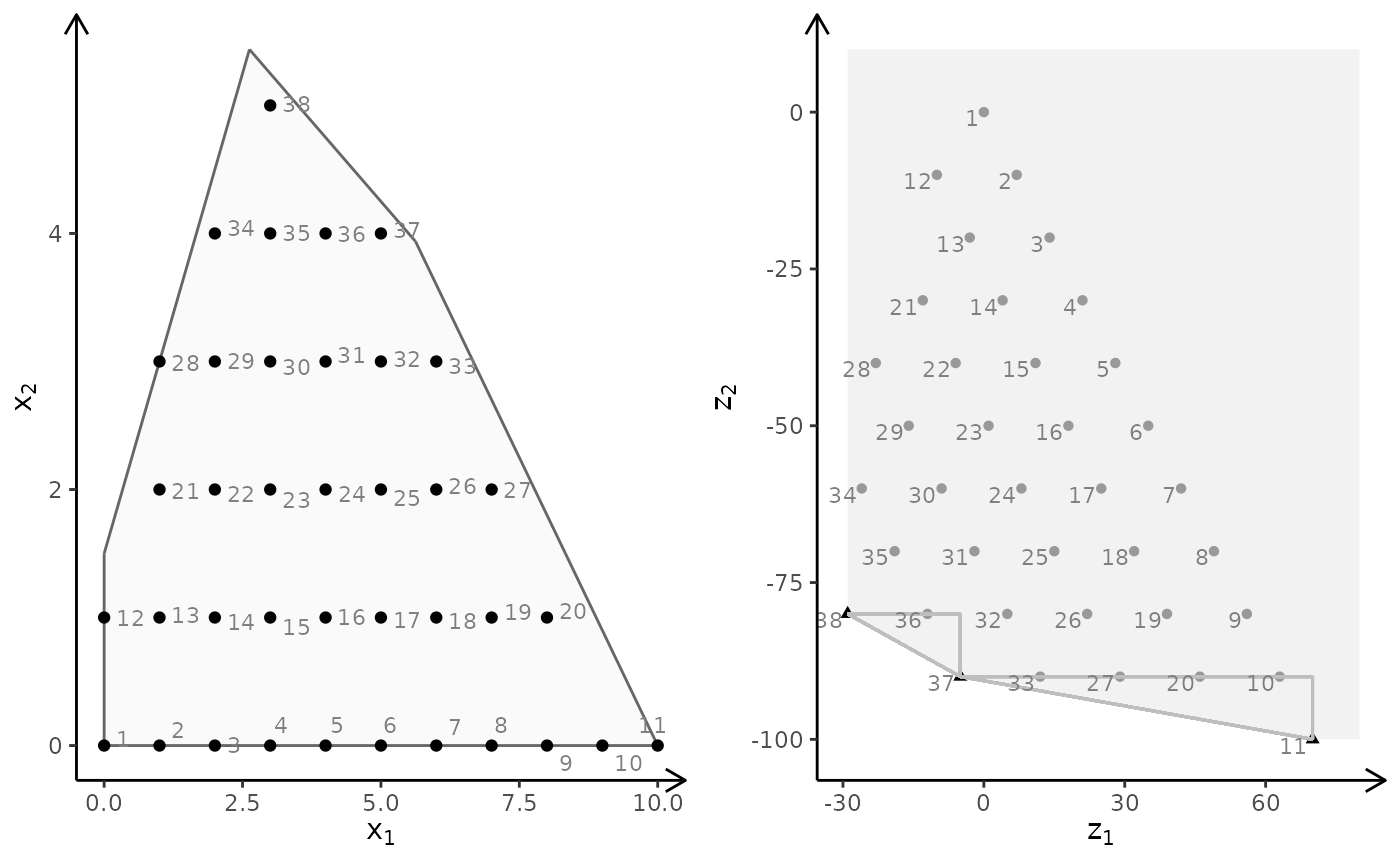 38
34 35 36 37
4
28 29 30 31 32 33
21 22 23 24 25 26 27
2
12 13 14 15 16 17 18 19 20
1 2 3 4 5 6 7 8 9 10 11
0
0.0 2.5 5.0 7.5 10.0
x₁
x₂
0
1
12 2
13 3
-25
21 14 4
28 22 15 5
-50
29 23 16 6
34 30 24 17 7
35 31 25 18 8
-75
38 36 32 26 19 9
37 33 27 20 10
-100
11
-30 0 30 60
z₁
z₂